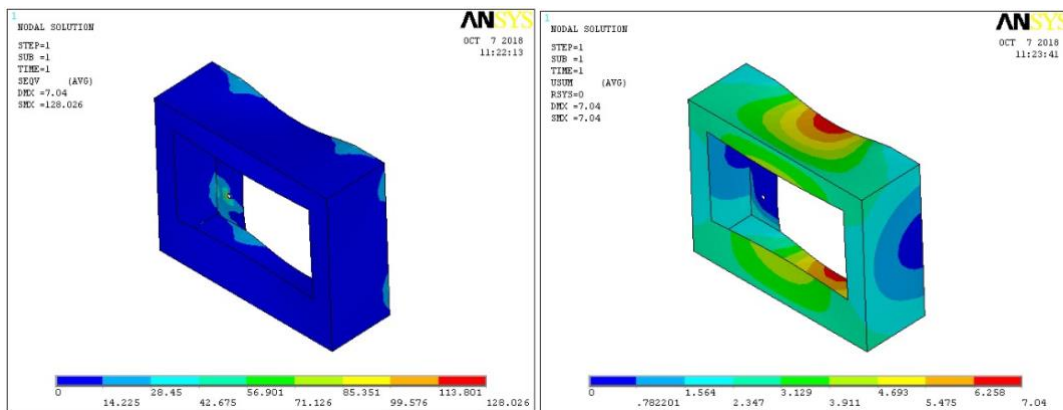 1
ANSYS
NODAL SOLUTION
OCT 7 2018
11:22:13
STEP=1
SUB =1
TIME=1
SEQV (AVG)
DMX =7.04
SMX =128.026
0 28.45 56.901 85.351 113.801
14.225 42.675 71.126 99.576 128.026
1
ANSYS
NODAL SOLUTION
OCT 7 2018
11:23:41
STEP=1
SUB =1
TIME=1
USUM (AVG)
RSYS=0
DMX =7.04
SMX =7.04
0 1.564 3.129 4.693 6.258
.782201 2.347 3.911 5.475 7.04